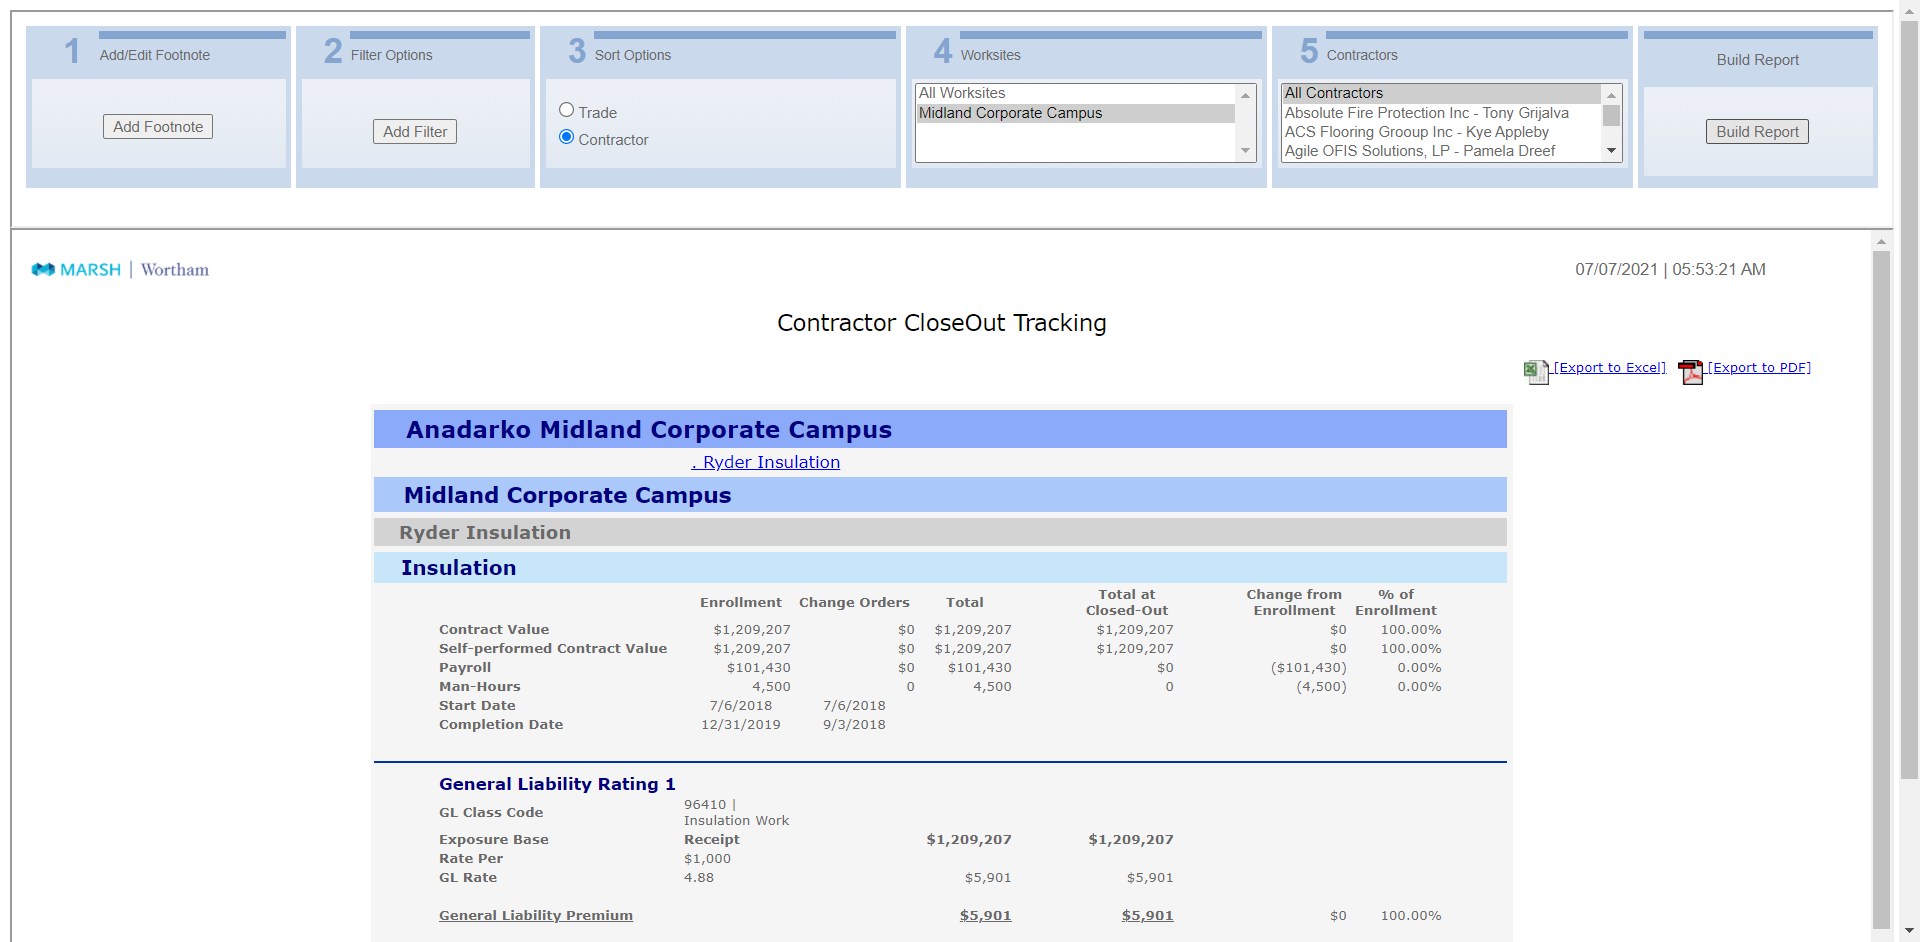 1 Add/Edit Footnote
Add Footnote
2 Filter Options
Add Filter
3 Sort Options
Trade
Contractor
4 Worksites
All Worksites
Midland Corporate Campus
5 Contractors
All Contractors
Absolute Fire Protection Inc - Tony Grijalva
ACS Flooring Grooup Inc - Kye Appleby
Agile OFIS Solutions, LP - Pamela Dreef
Build Report
Build Report
MARSH | Wortham
07/07/2021 | 05:53:21 AM
Contractor CloseOut Tracking
[Export to Excel] [Export to PDF]
Anadarko Midland Corporate Campus
. Ryder Insulation
Midland Corporate Campus
Ryder Insulation
Insulation
Enrollment Change Orders Total Total at Closed-Out Change from Enrollment % of Enrollment
Contract Value $1,209,207 $0 $1,209,207 $1,209,207 $0 100.00%
Self-performed Contract Value $1,209,207 $0 $1,209,207 $1,209,207 $0 100.00%
Payroll $101,430 $0 $101,430 $0 ($101,430) 0.00%
Man-Hours 4,500 0 4,500 0 (4,500) 0.00%
Start Date 7/6/2018 7/6/2018
Completion Date 12/31/2019 9/3/2018
General Liability Rating 1
GL Class Code 96410 | Insulation Work
Exposure Base Receipt $1,209,207 $1,209,207
Rate Per $1,000
GL Rate 4.88 $5,901 $5,901
General Liability Premium $5,901 $5,901 $0 100.00%